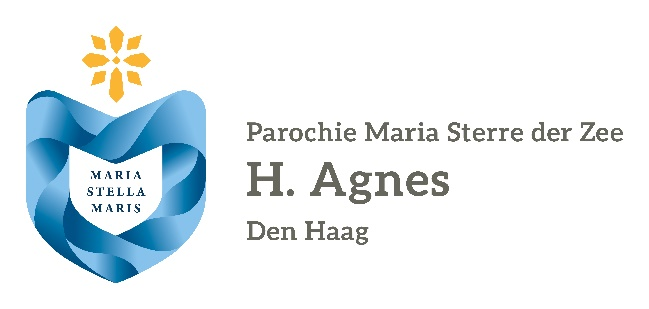 MARIA
STELLA
MARIS
Parochie Maria Sterre der Zee
H. Agnes
Den Haag